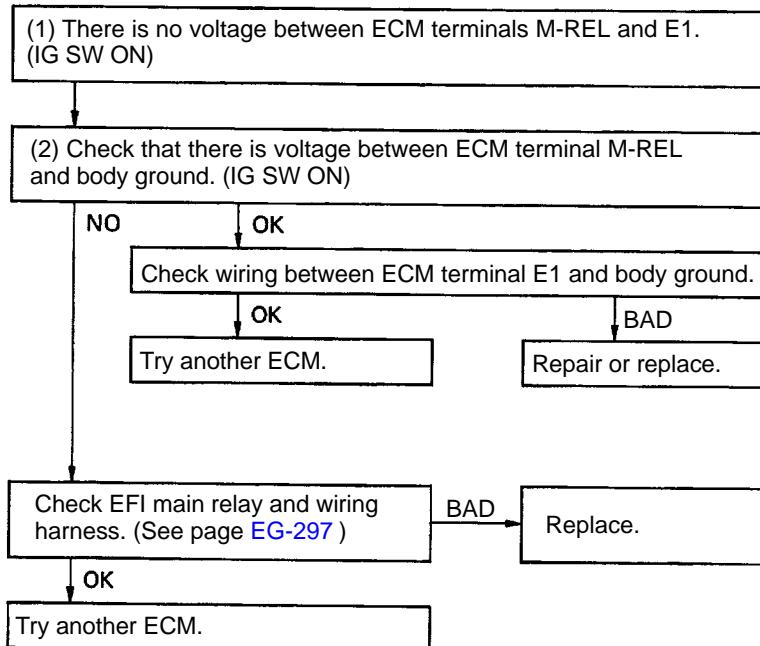 (1) There is no voltage between ECM terminals M-REL and E1.
(IG SW ON)
(2) Check that there is voltage between ECM terminal M-REL
and body ground. (IG SW ON)
NO
OK
Check wiring between ECM terminal E1 and body ground.
OK
BAD
Try another ECM.
Repair or replace.
Check EFI main relay and wiring
harness. (See page EG-297 )
BAD
Replace.
OK
Try another ECM.